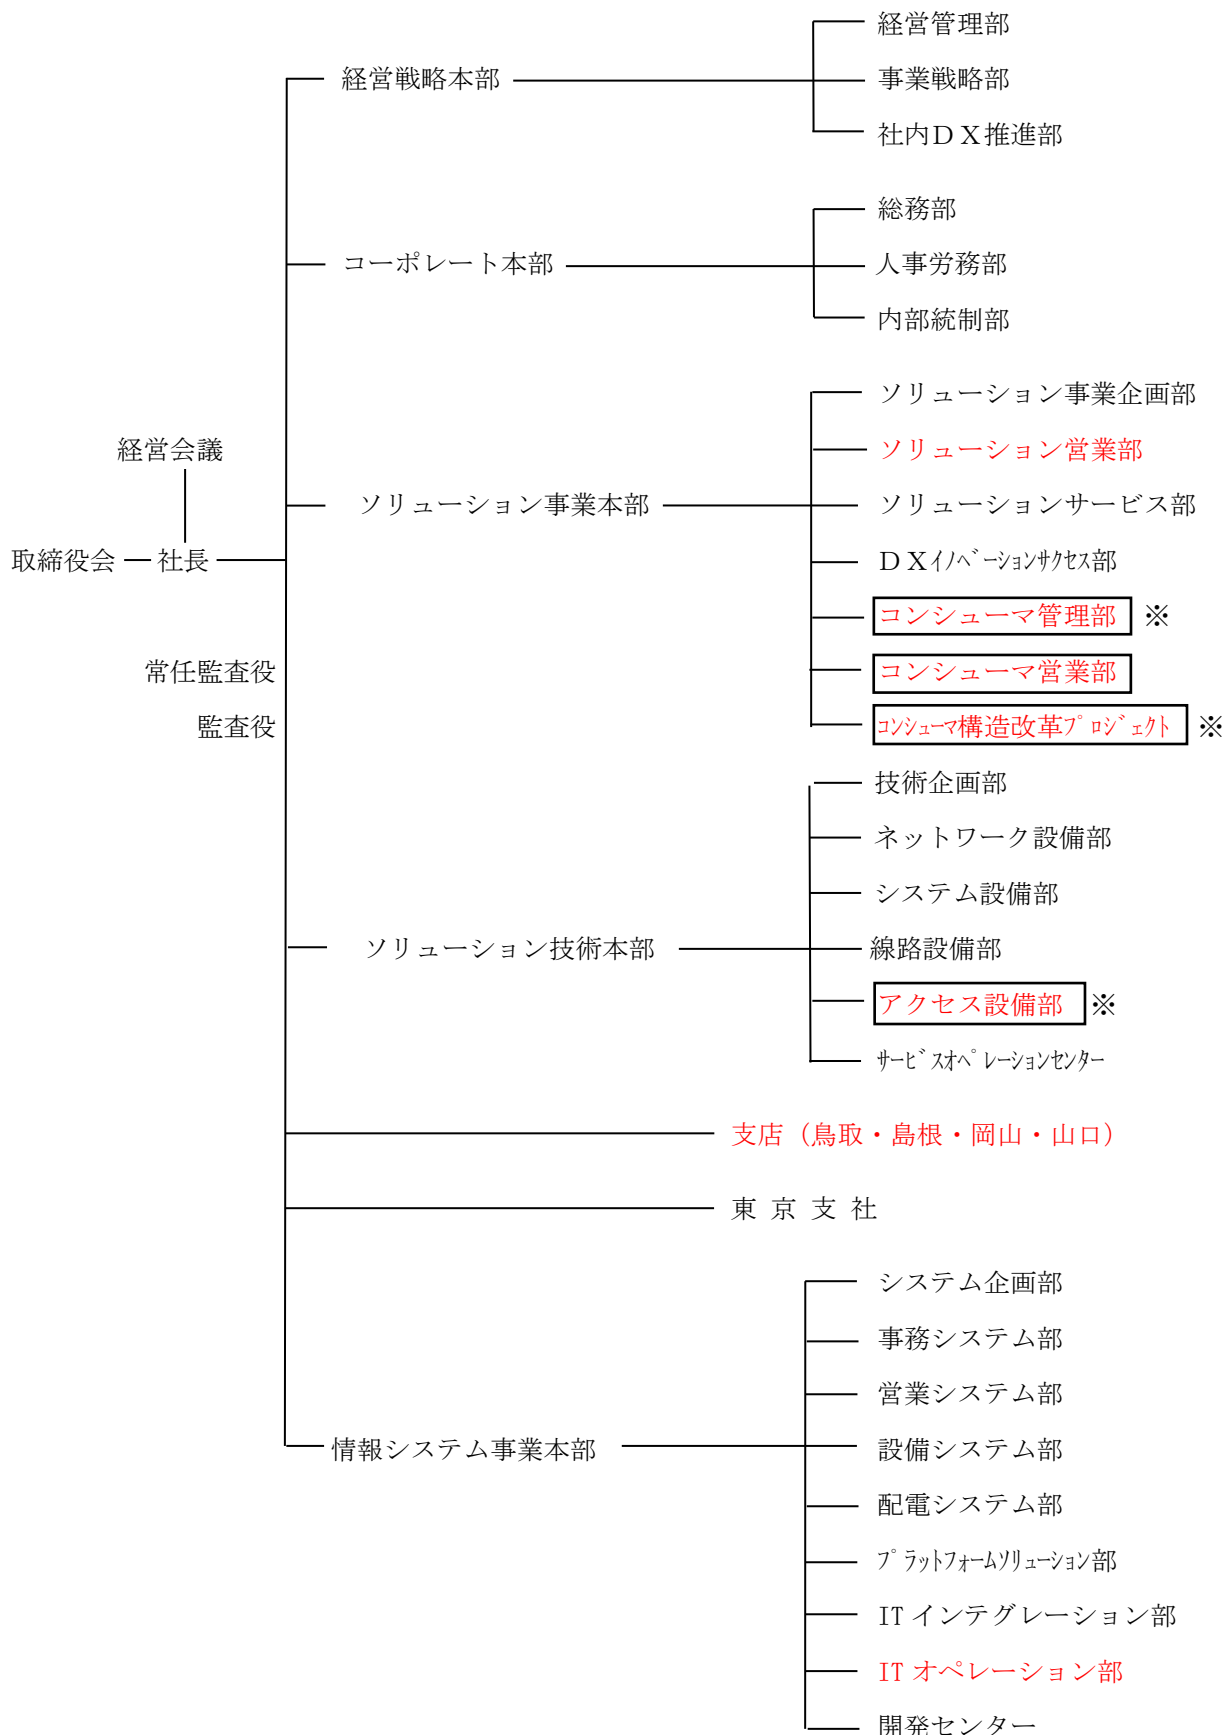 経営管理部
経営戦略本部
事業戦略部
社内ＤＸ推進部
総務部
コーポレート本部
人事労務部
内部統制部
ソリューション事業企画部
経営会議
ソリューション営業部
ソリューション事業本部
ソリューションサービス部
取締役会
社長
ＤＸｲﾉﾍﾞｰｼｮﾝｻｸｾｽ部
コンシューマ管理部 ※
常任監査役
コンシューマ営業部
監査役
ｺﾝｼｭｰﾏ構造改革ﾌﾟﾛｼﾞｪｸﾄ ※
技術企画部
ネットワーク設備部
システム設備部
ソリューション技術本部
線路設備部
アクセス設備部 ※
ｻｰﾋﾞｽｵﾍﾟﾚｰｼｮﾝｾﾝﾀｰ
支店（鳥取・島根・岡山・山口）
東 京 支 社
システム企画部
事務システム部
営業システム部
情報システム事業本部
設備システム部
配電システム部
ﾌﾟﾗｯﾄﾌｫｰﾑｿﾘｭｰｼｮﾝ部
IT インテグレーション部
IT オペレーション部
開発センター